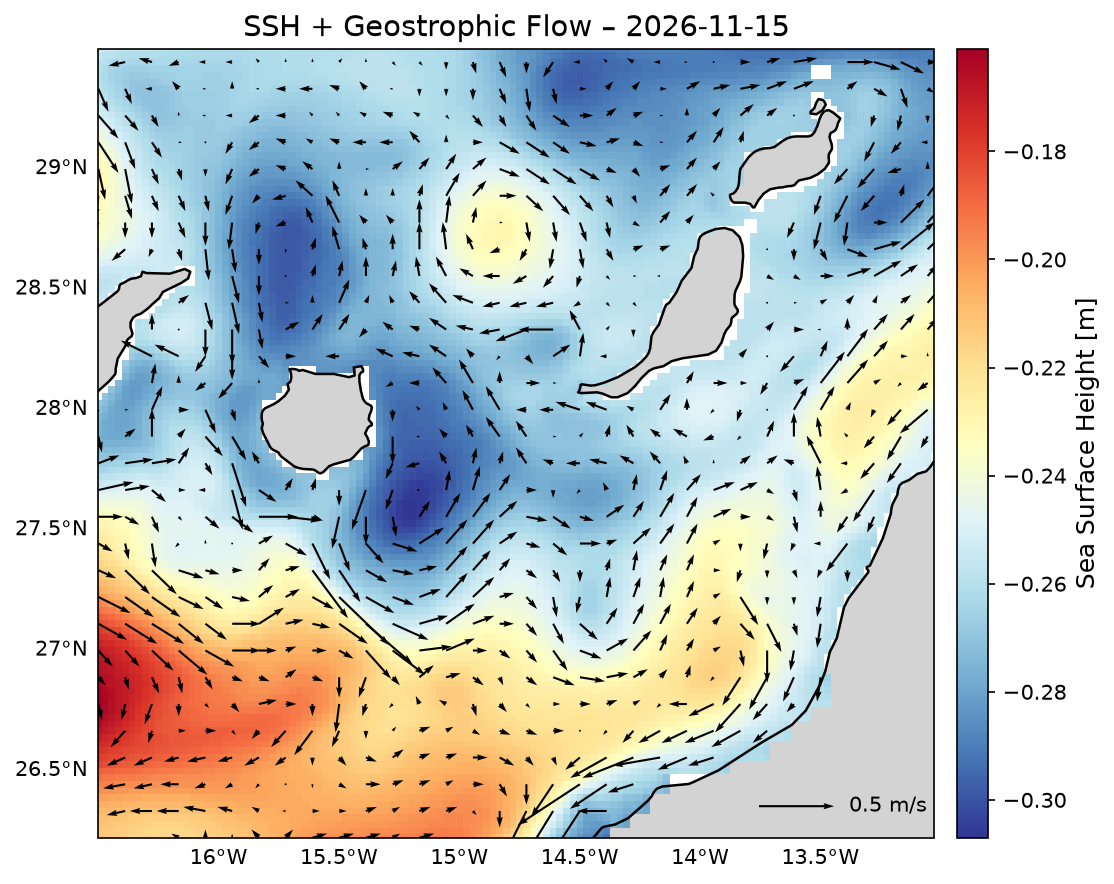 SSH + Geostrophic Flow – 2026-11-15
29°N
28.5°N
28°N
27.5°N
27°N
26.5°N
16°W
15.5°W
15°W
14.5°W
14°W
13.5°W
0.5 m/s
−0.18
−0.20
−0.22
−0.24
−0.26
−0.28
−0.30
Sea Surface Height [m]